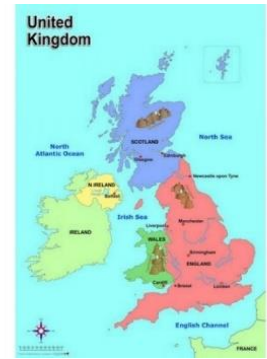 United
Kingdom
North
Atlantic Ocean
North Sea
SCOTLAND
Edinburgh
Glasgow
Newcastle upon Tyne
N IRELAND
Belfast
Irish Sea
IRELAND
Liverpool
Manchester
WALES
Birmingham
ENGLAND
Cardiff
Bristol
London
English Channel
FRANCE